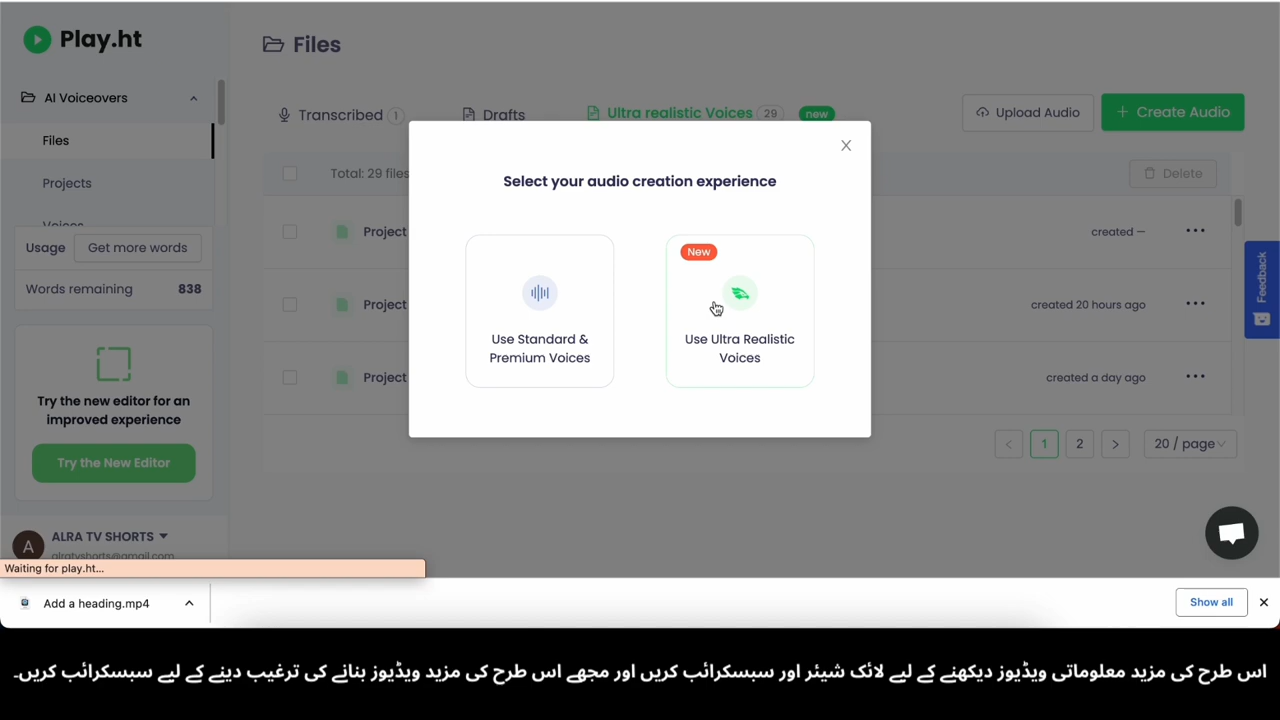 Play.ht
Files
AI Voiceovers
Files
Projects
Voices
Usage
Get more words
Words remaining
838
Try the new editor for an
improved experience
Try the New Editor
A
ALRA TV SHORTS
alratvshorts@gmail.com
Transcribed 1
Drafts
Ultra realistic Voices 29 new
Upload Audio
+ Create Audio
Total: 29 files
Delete
Project
created —
Project
created 20 hours ago
Project
created a day ago
< 1 2 > 20 / page
Select your audio creation experience
Use Standard &
Premium Voices
New
Use Ultra Realistic
Voices
Feedback
Waiting for play.ht...
Add a heading.mp4
Show all
اس طرح کی مزید معلوماتی ویڈیوز دیکھنے کے لیے لائک شیئر اور سبسکرائب کریں اور مجھے اس طرح کی مزید ویڈیوز بنانے کی ترغیب دینے کے لیے سبسکرائب کریں۔